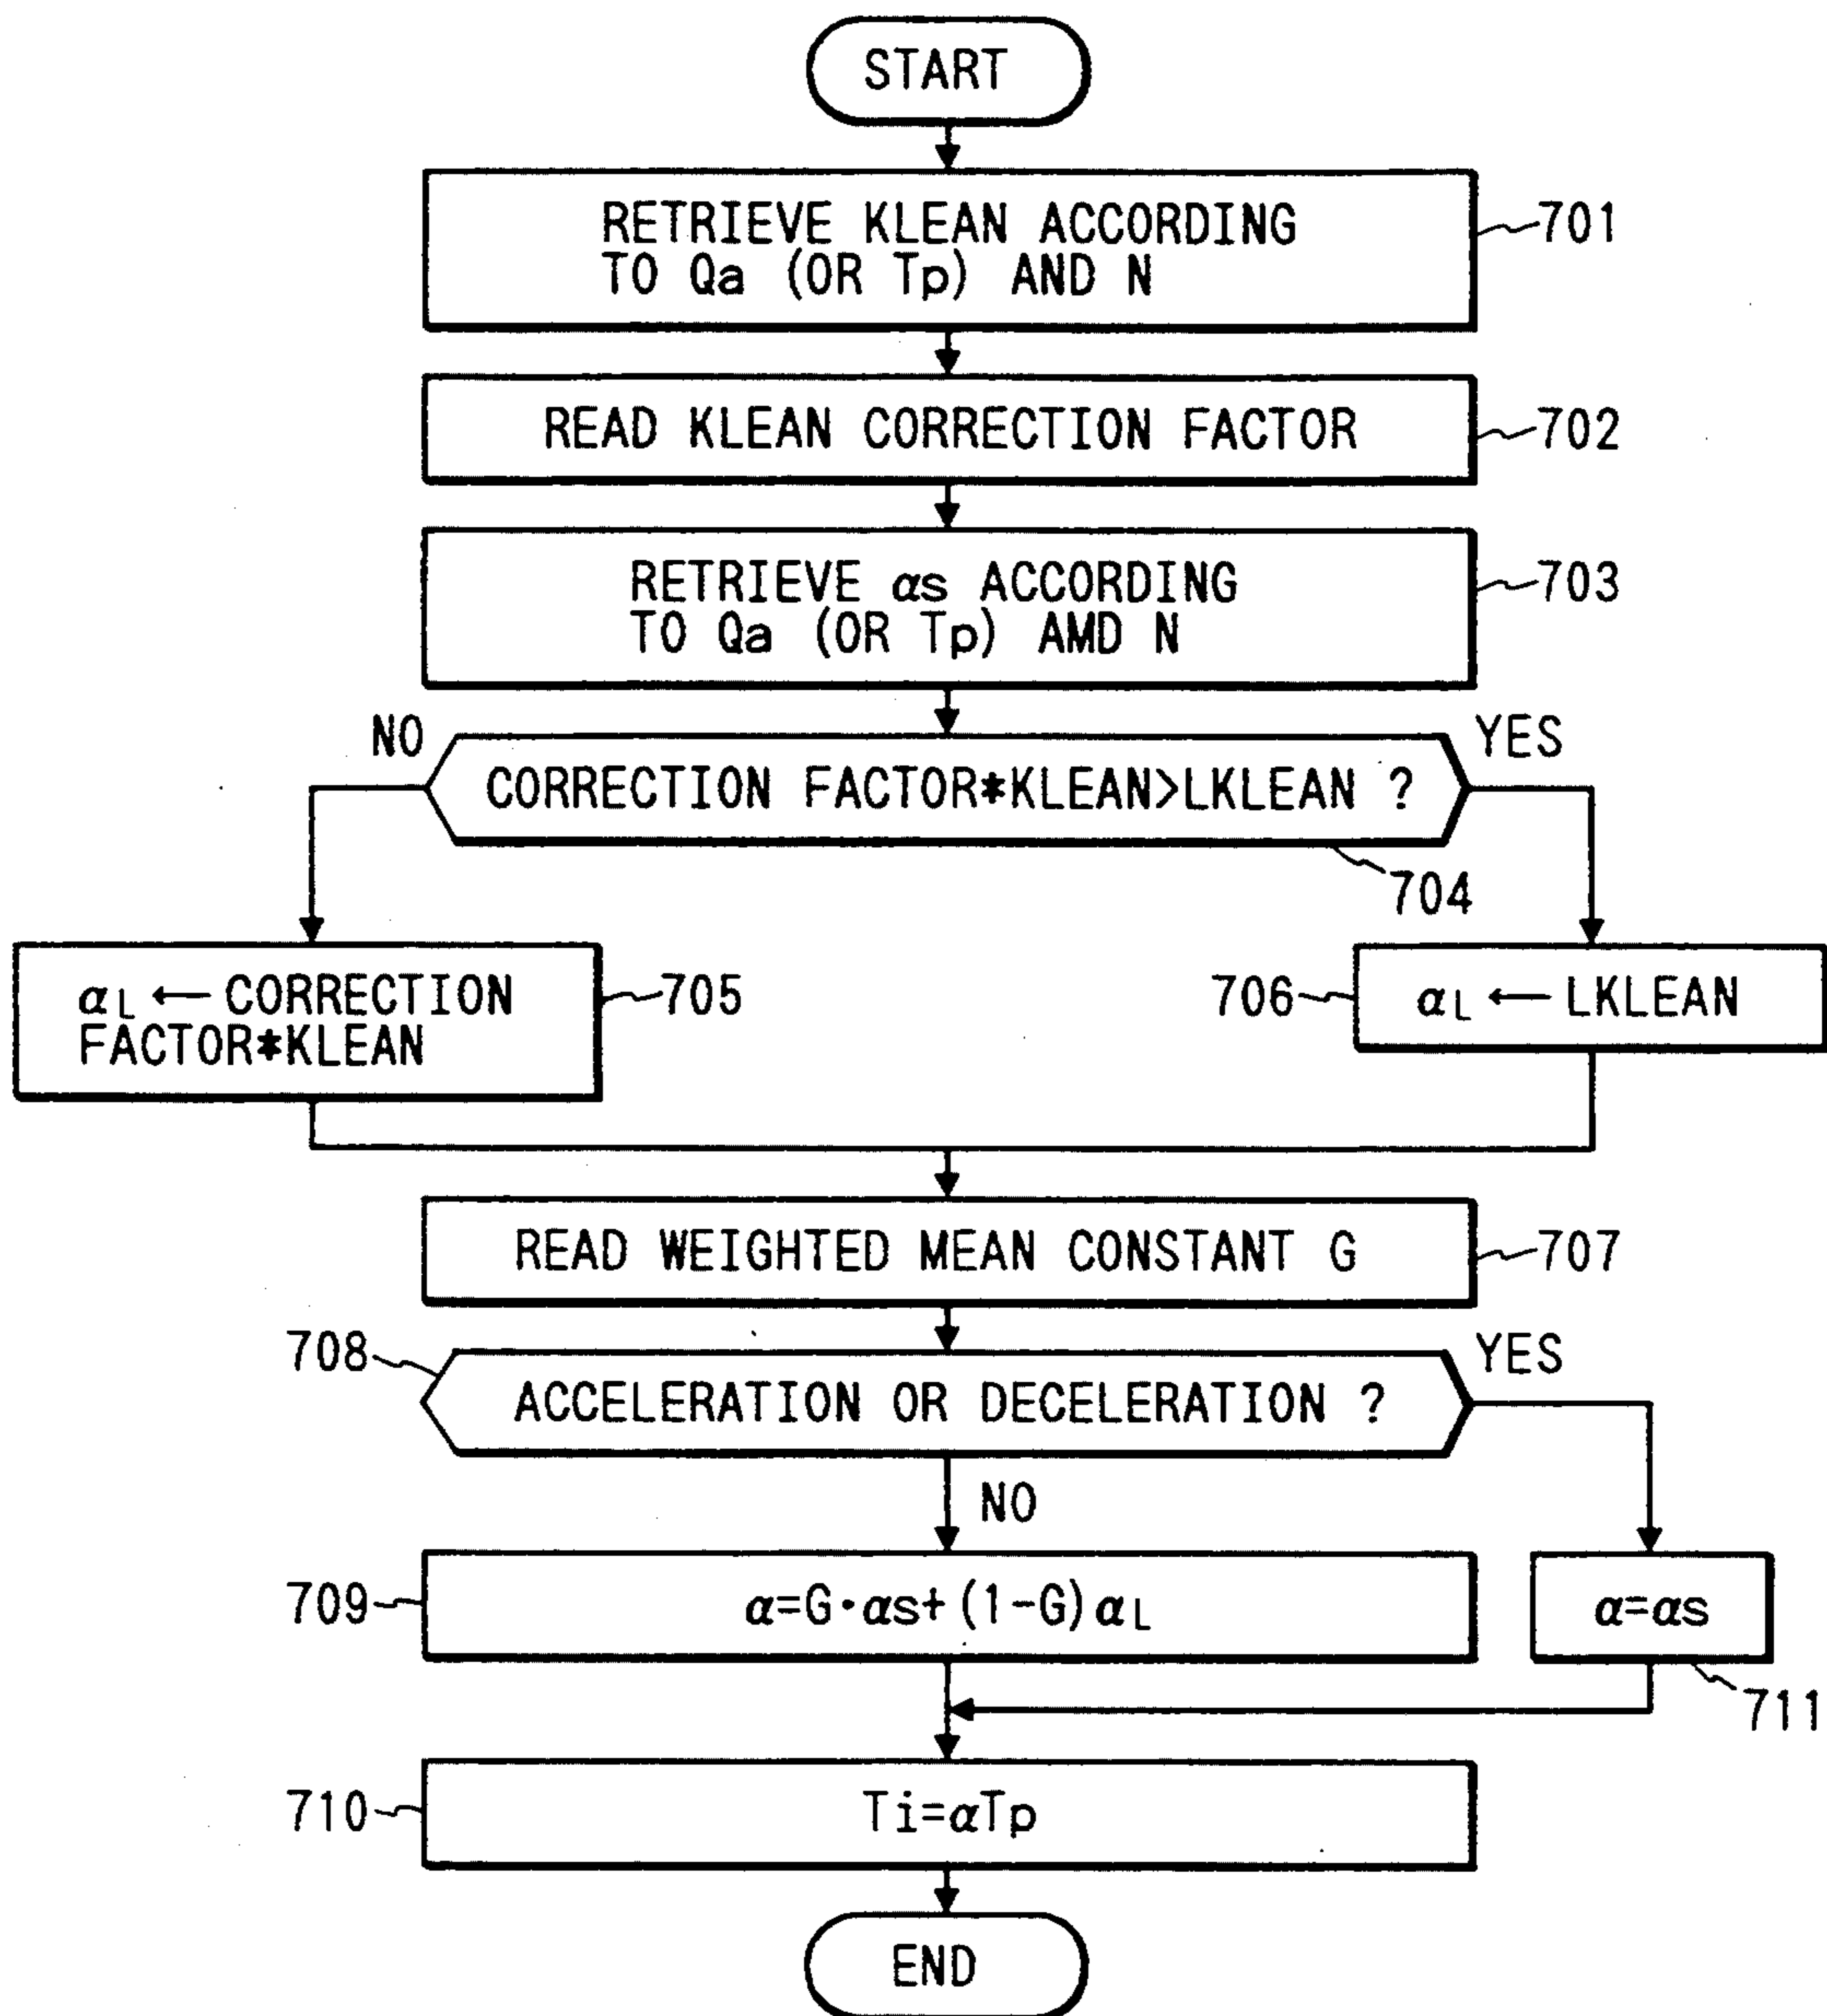 START
RETRIEVE KLEAN ACCORDING
TO Qa (OR Tp) AND N
701
READ KLEAN CORRECTION FACTOR
702
RETRIEVE αs ACCORDING
TO Qa (OR Tp) AMD N
703
NO
YES
CORRECTION FACTOR*KLEAN>LKLEAN ?
704
αL ← CORRECTION
FACTOR*KLEAN
705
706
αL ← LKLEAN
READ WEIGHTED MEAN CONSTANT G
707
708
YES
ACCELERATION OR DECELERATION ?
NO
709
α=G·αs+(1-G)αL
α=αs
711
710
Ti=αTp
END